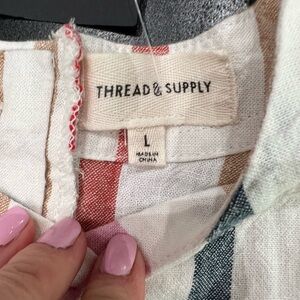 THREAD & SUPPLY
L
MADE IN
CHINA